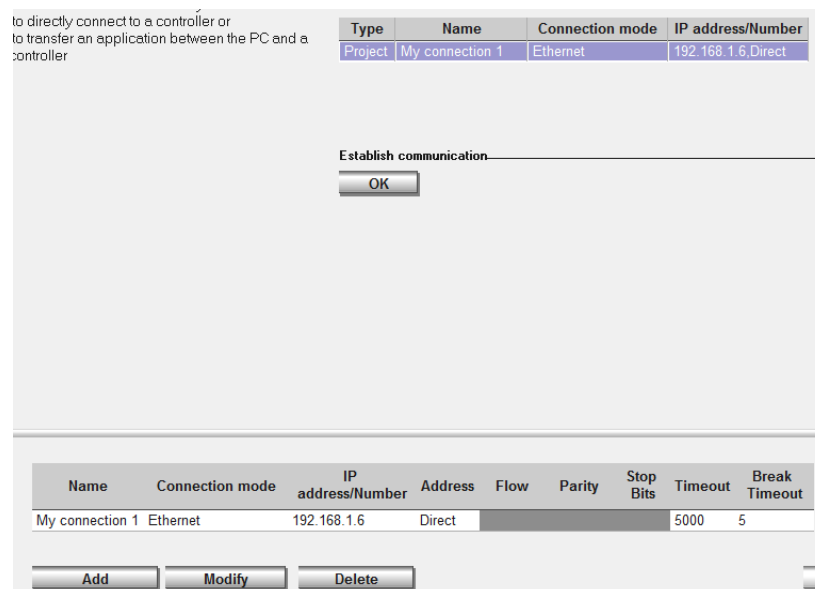 to directly connect to a controller or
to transfer an application between the PC and a
controller
Type Name Connection mode IP address/Number
Project My connection 1 Ethernet 192.168.1.6,Direct
Establish communication
OK
Name Connection mode IP address/Number Address Flow Parity Stop Bits Timeout Break Timeout
My connection 1 Ethernet 192.168.1.6 Direct 5000 5
Add Modify Delete